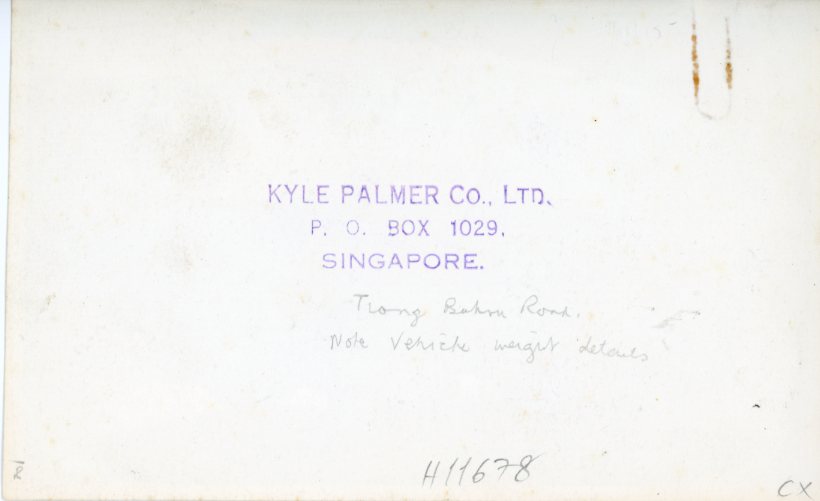 KYLE PALMER CO., LTD.
P. O. BOX 1029.
SINGAPORE.
Tiong Bahru Road.
Note Vehicle weight details
H11678
CX